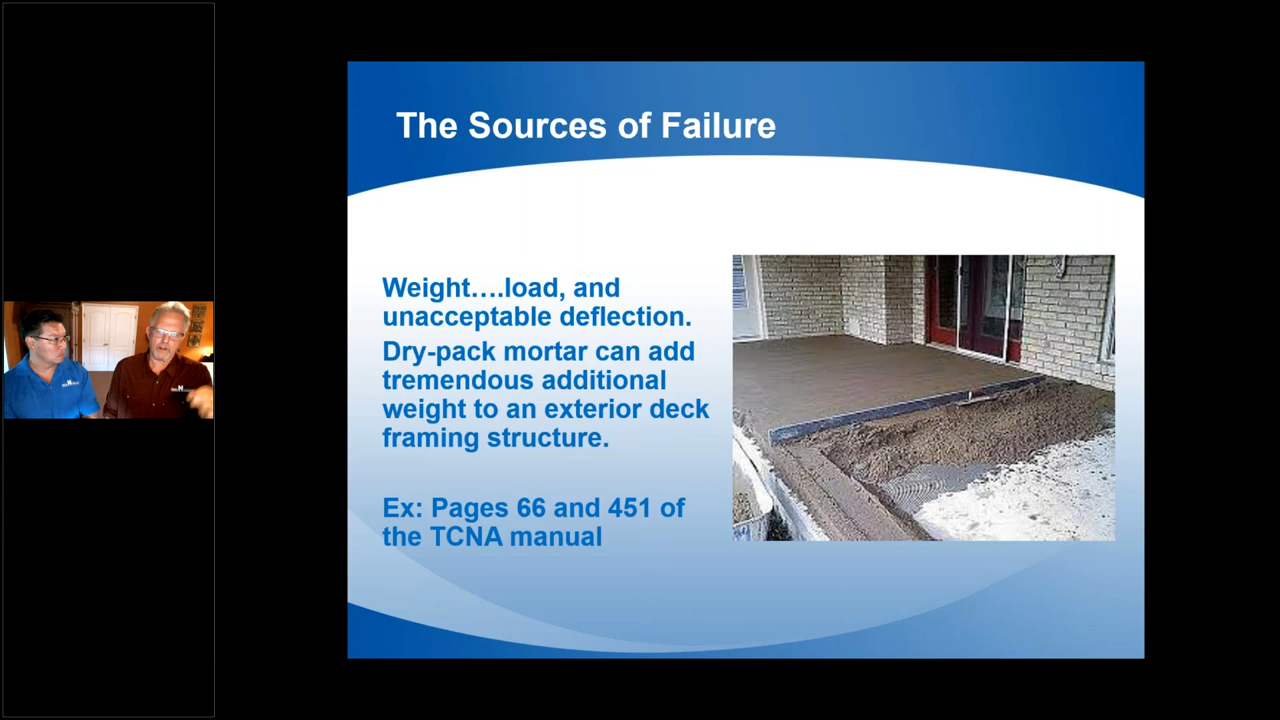 The Sources of Failure
Weight....load, and
unacceptable deflection.
Dry-pack mortar can add
tremendous additional
weight to an exterior deck
framing structure.
Ex: Pages 66 and 451 of
the TCNA manual